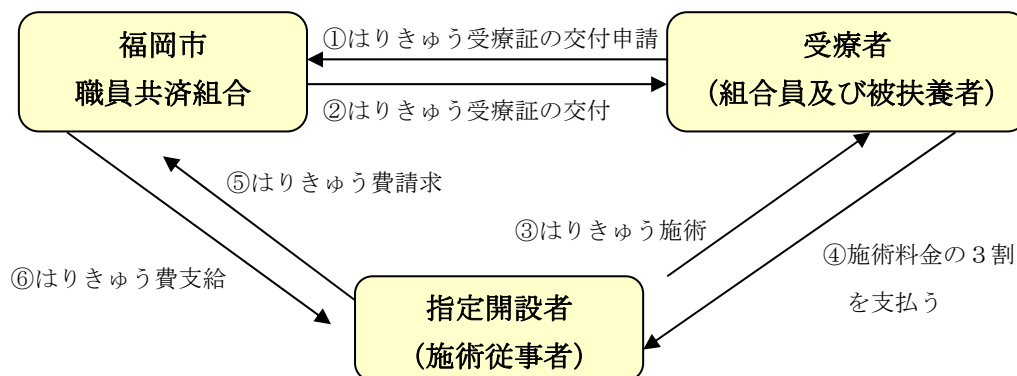 福岡市
職員共済組合
①はりきゅう受療証の交付申請
②はりきゅう受療証の交付
受療者
（組合員及び被扶養者）
⑤はりきゅう費請求
③はりきゅう施術
⑥はりきゅう費支給
④施術料金の３割
を支払う
指定開設者
（施術従事者）